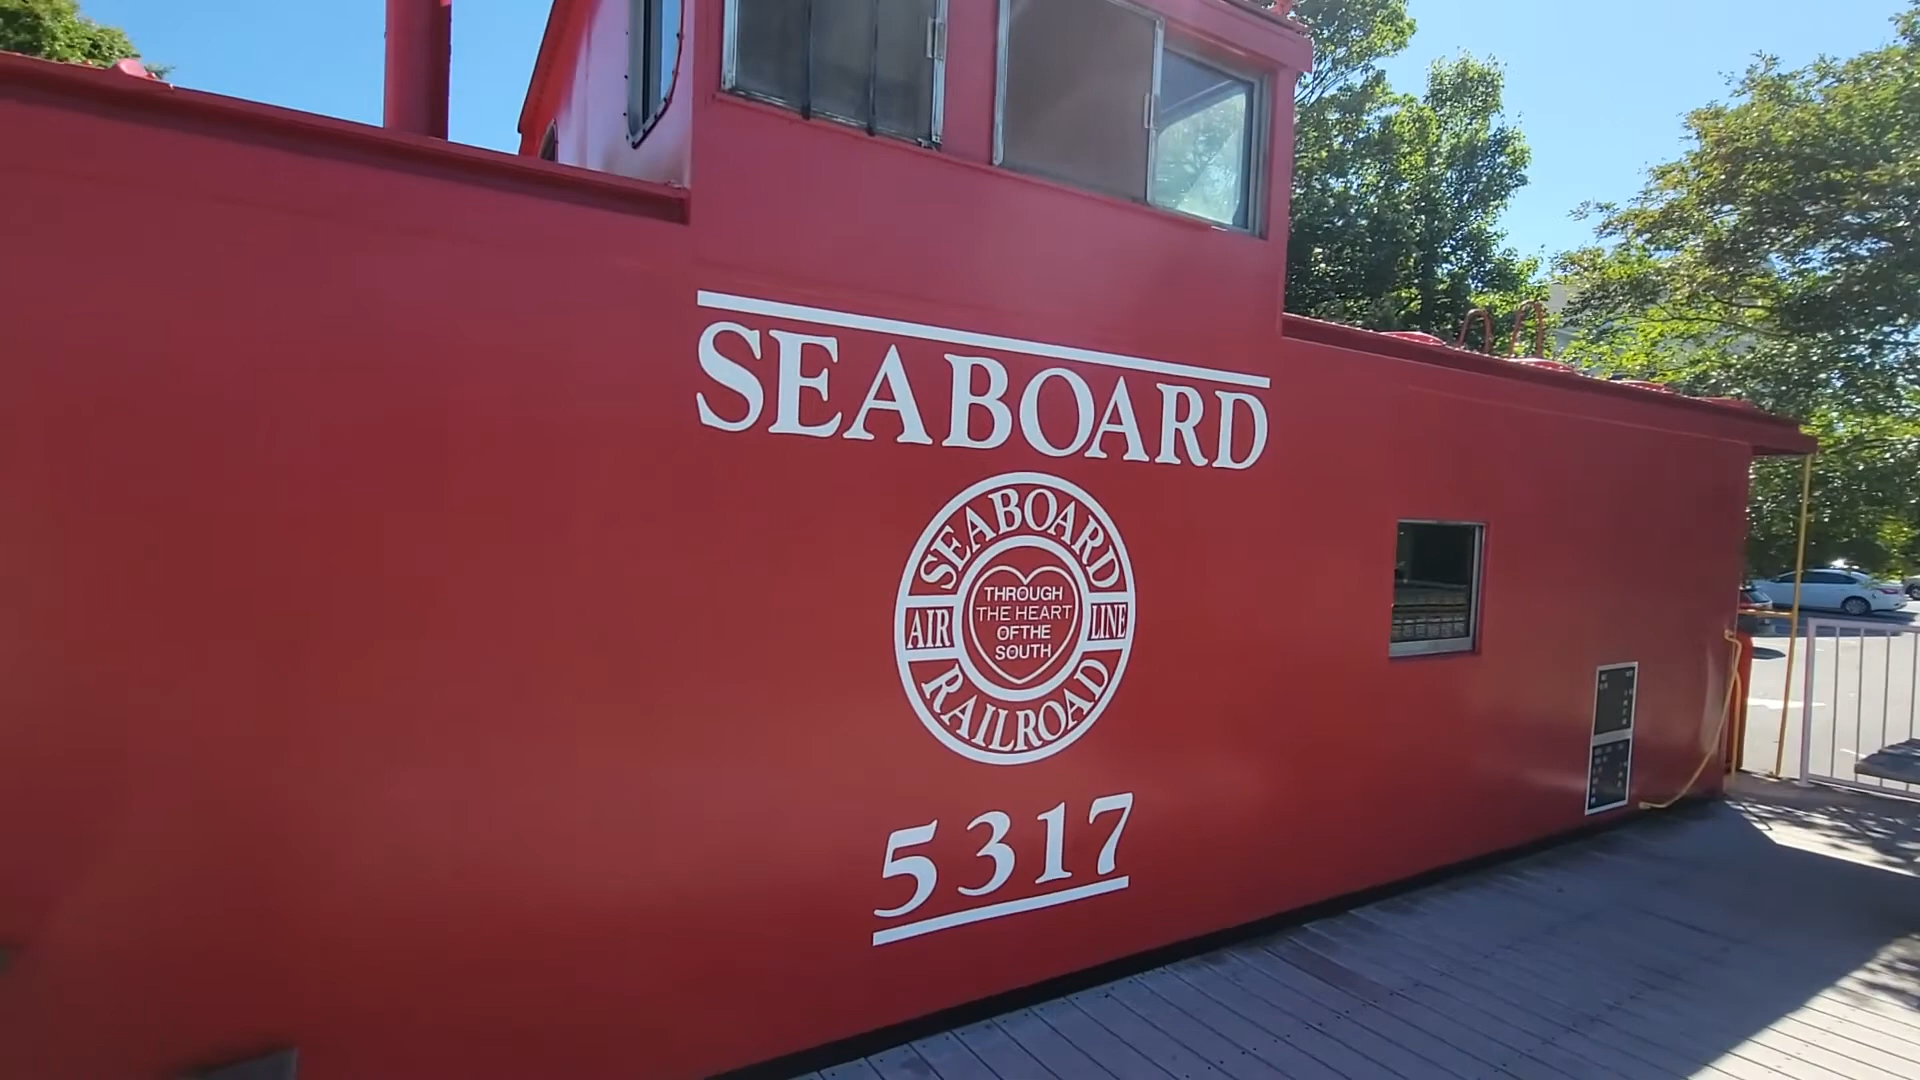 SEABOARD
SEABOARD
AIR LINE
THROUGH
THE HEART
OF THE
SOUTH
RAILROAD
5317